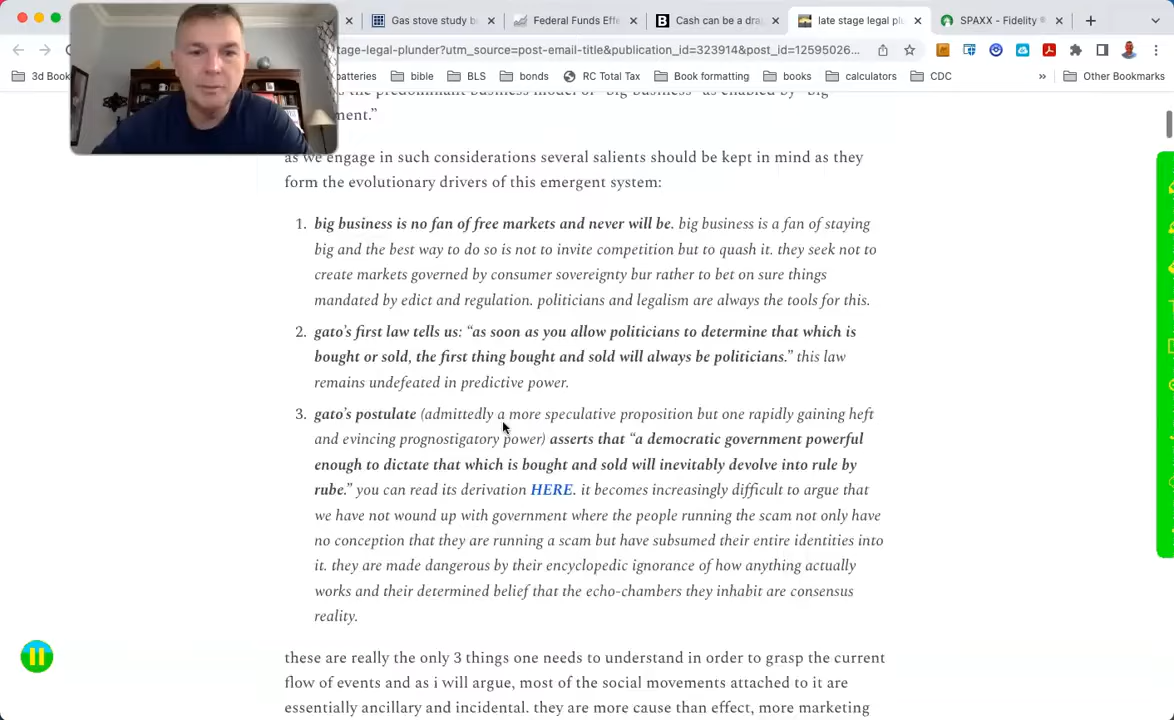 Gas stove study b
Federal Funds Effe
Cash can be a dra
late stage legal plu
SPAXX - Fidelity
tage-legal-plunder?utm_source=post-email-title&publication_id=323914&post_id=12595026...
3d Book
batteries
bible
BLS
bonds
RC Total Tax
Book formatting
books
calculators
CDC
»
Other Bookmarks
the predominant business model of "big business" as enabled by "big
ment."
as we engage in such considerations several salients should be kept in mind as they
form the evolutionary drivers of this emergent system:
1. big business is no fan of free markets and never will be. big business is a fan of staying
big and the best way to do so is not to invite competition but to quash it. they seek not to
create markets governed by consumer sovereignty bur rather to bet on sure things
mandated by edict and regulation. politicians and legalism are always the tools for this.
2. gato's first law tells us: "as soon as you allow politicians to determine that which is
bought or sold, the first thing bought and sold will always be politicians." this law
remains undefeated in predictive power.
3. gato's postulate (admittedly a more speculative proposition but one rapidly gaining heft
and evincing prognostigatory power) asserts that "a democratic government powerful
enough to dictate that which is bought and sold will inevitably devolve into rule by
rube." you can read its derivation HERE. it becomes increasingly difficult to argue that
we have not wound up with government where the people running the scam not only have
no conception that they are running a scam but have subsumed their entire identities into
it. they are made dangerous by their encyclopedic ignorance of how anything actually
works and their determined belief that the echo-chambers they inhabit are consensus
reality.
these are really the only 3 things one needs to understand in order to grasp the current
flow of events and as i will argue, most of the social movements attached to it are
essentially ancillary and incidental. they are more cause than effect, more marketing